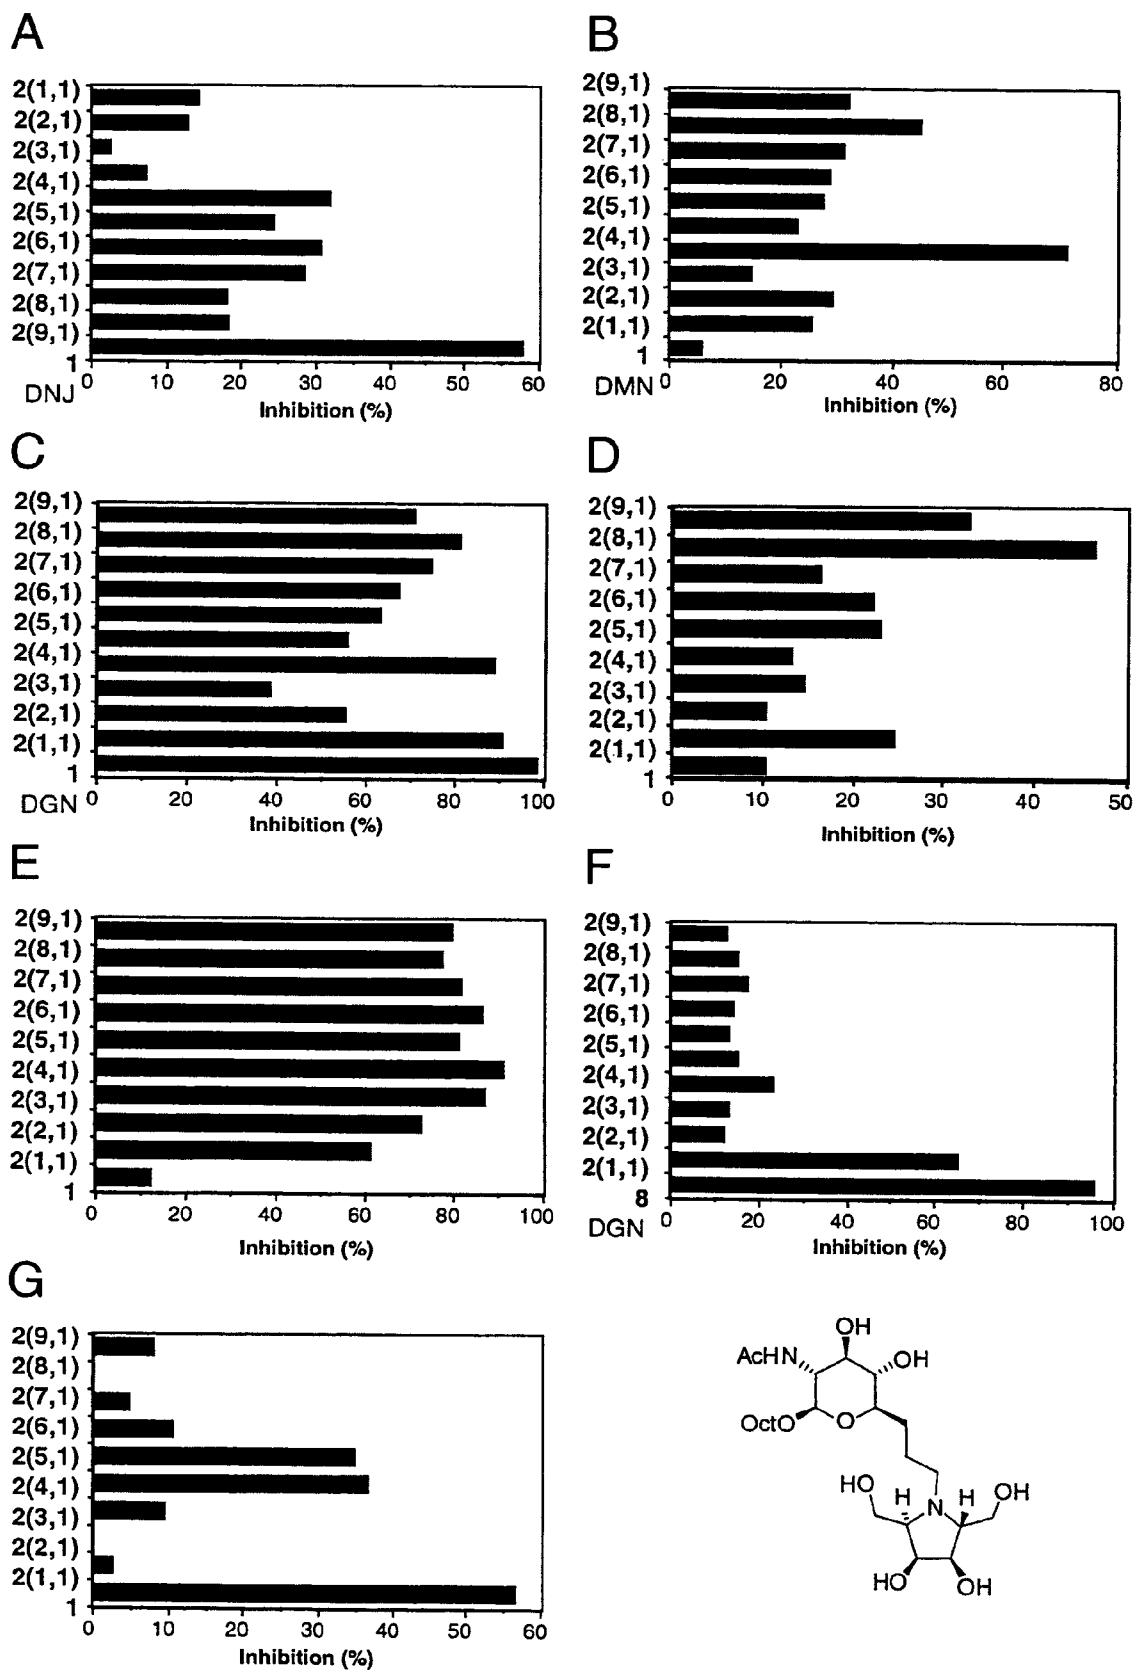 A
2(1,1)
2(2,1)
2(3,1)
2(4,1)
2(5,1)
2(6,1)
2(7,1)
2(8,1)
2(9,1)
1
DNJ
0 10 20 30 40 50 60
Inhibition (%)
B
2(9,1)
2(8,1)
2(7,1)
2(6,1)
2(5,1)
2(4,1)
2(3,1)
2(2,1)
2(1,1)
1
DMN
0 20 40 60 80
Inhibition (%)
C
2(9,1)
2(8,1)
2(7,1)
2(6,1)
2(5,1)
2(4,1)
2(3,1)
2(2,1)
2(1,1)
1
DGN
0 20 40 60 80 100
Inhibition (%)
D
2(9,1)
2(8,1)
2(7,1)
2(6,1)
2(5,1)
2(4,1)
2(3,1)
2(2,1)
2(1,1)
1
0 10 20 30 40 50
Inhibition (%)
E
2(9,1)
2(8,1)
2(7,1)
2(6,1)
2(5,1)
2(4,1)
2(3,1)
2(2,1)
2(1,1)
1
0 20 40 60 80 100
Inhibition (%)
F
2(9,1)
2(8,1)
2(7,1)
2(6,1)
2(5,1)
2(4,1)
2(3,1)
2(2,1)
2(1,1)
8
DGN
0 20 40 60 80 100
Inhibition (%)
G
2(9,1)
2(8,1)
2(7,1)
2(6,1)
2(5,1)
2(4,1)
2(3,1)
2(2,1)
2(1,1)
1
0 10 20 30 40 50 60
Inhibition (%)
OH
AcHN OH
OctO O
HO H N H OH
HO OH